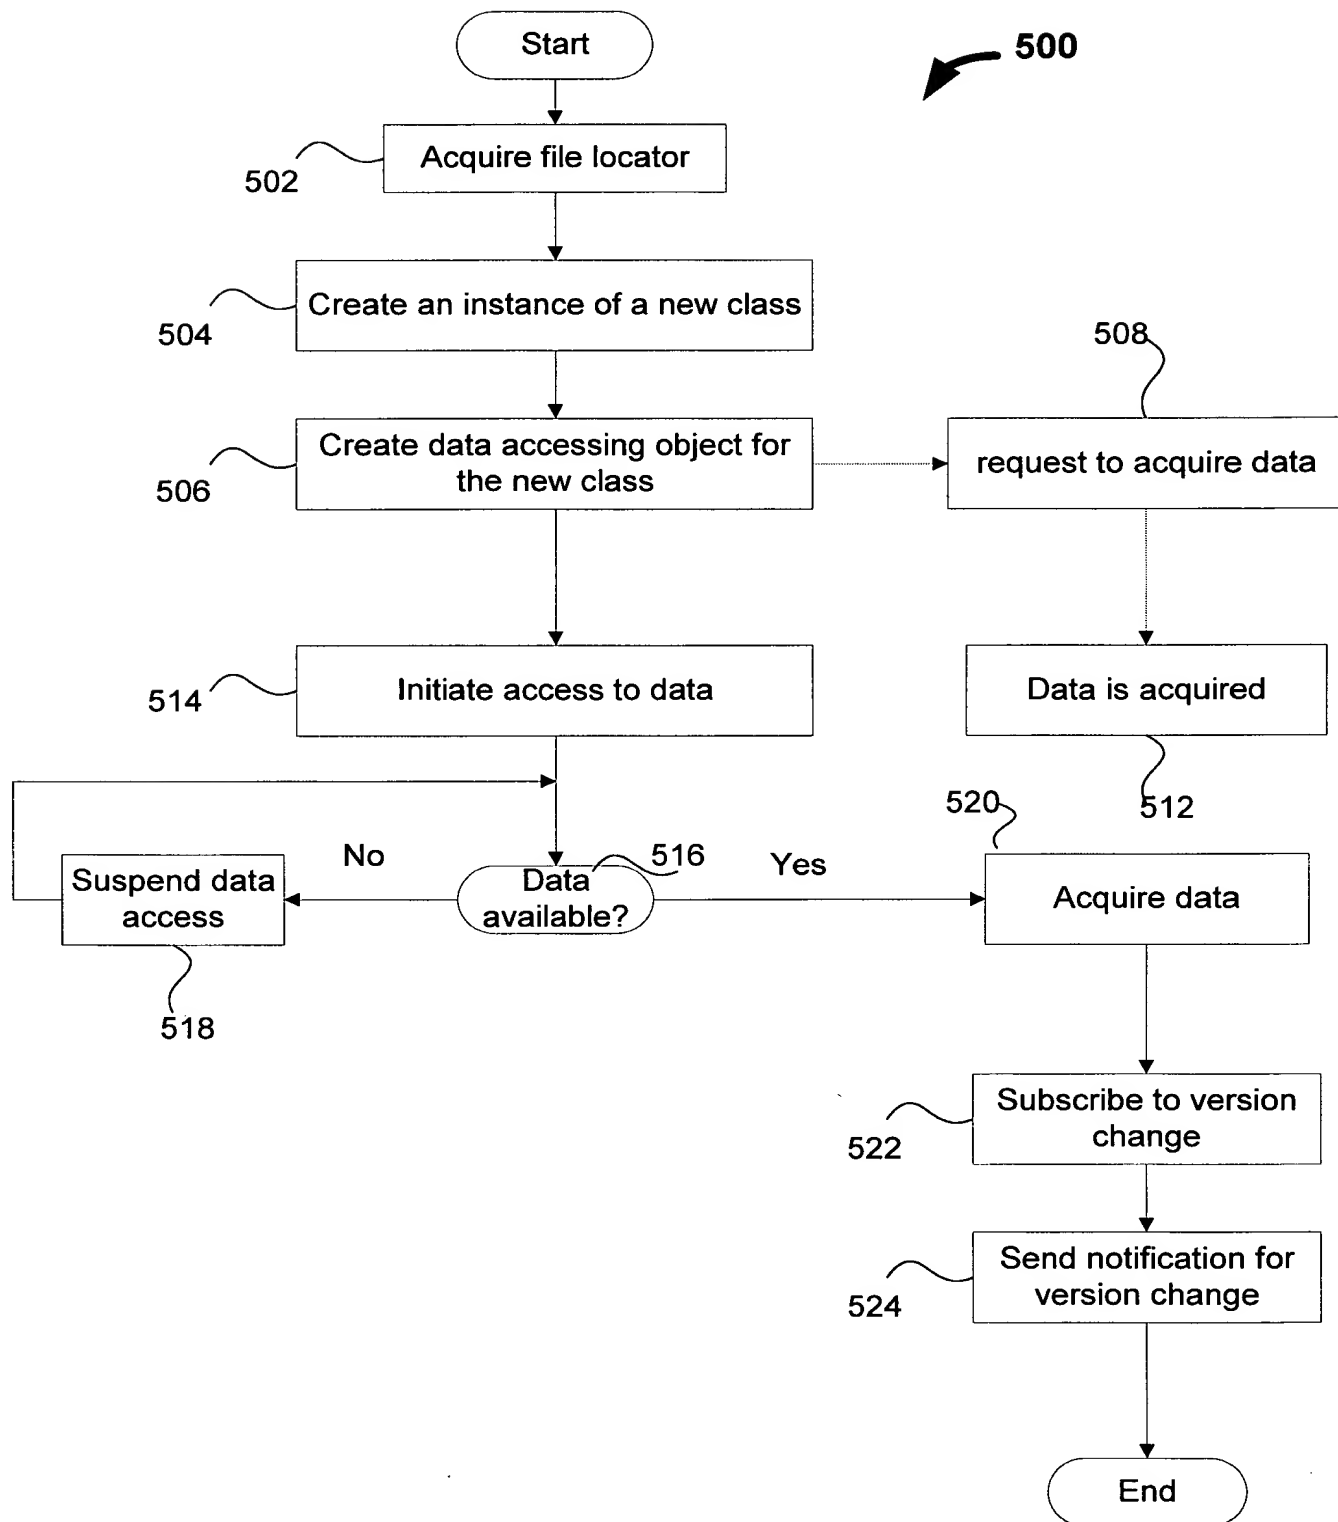 Start
500
Acquire file locator
502
Create an instance of a new class
504
508
Create data accessing object for
the new class
506
request to acquire data
Initiate access to data
514
Data is acquired
512
520
516
No
Yes
Suspend data
access
518
Data
available?
Acquire data
Subscribe to version
change
522
Send notification for
version change
524
End